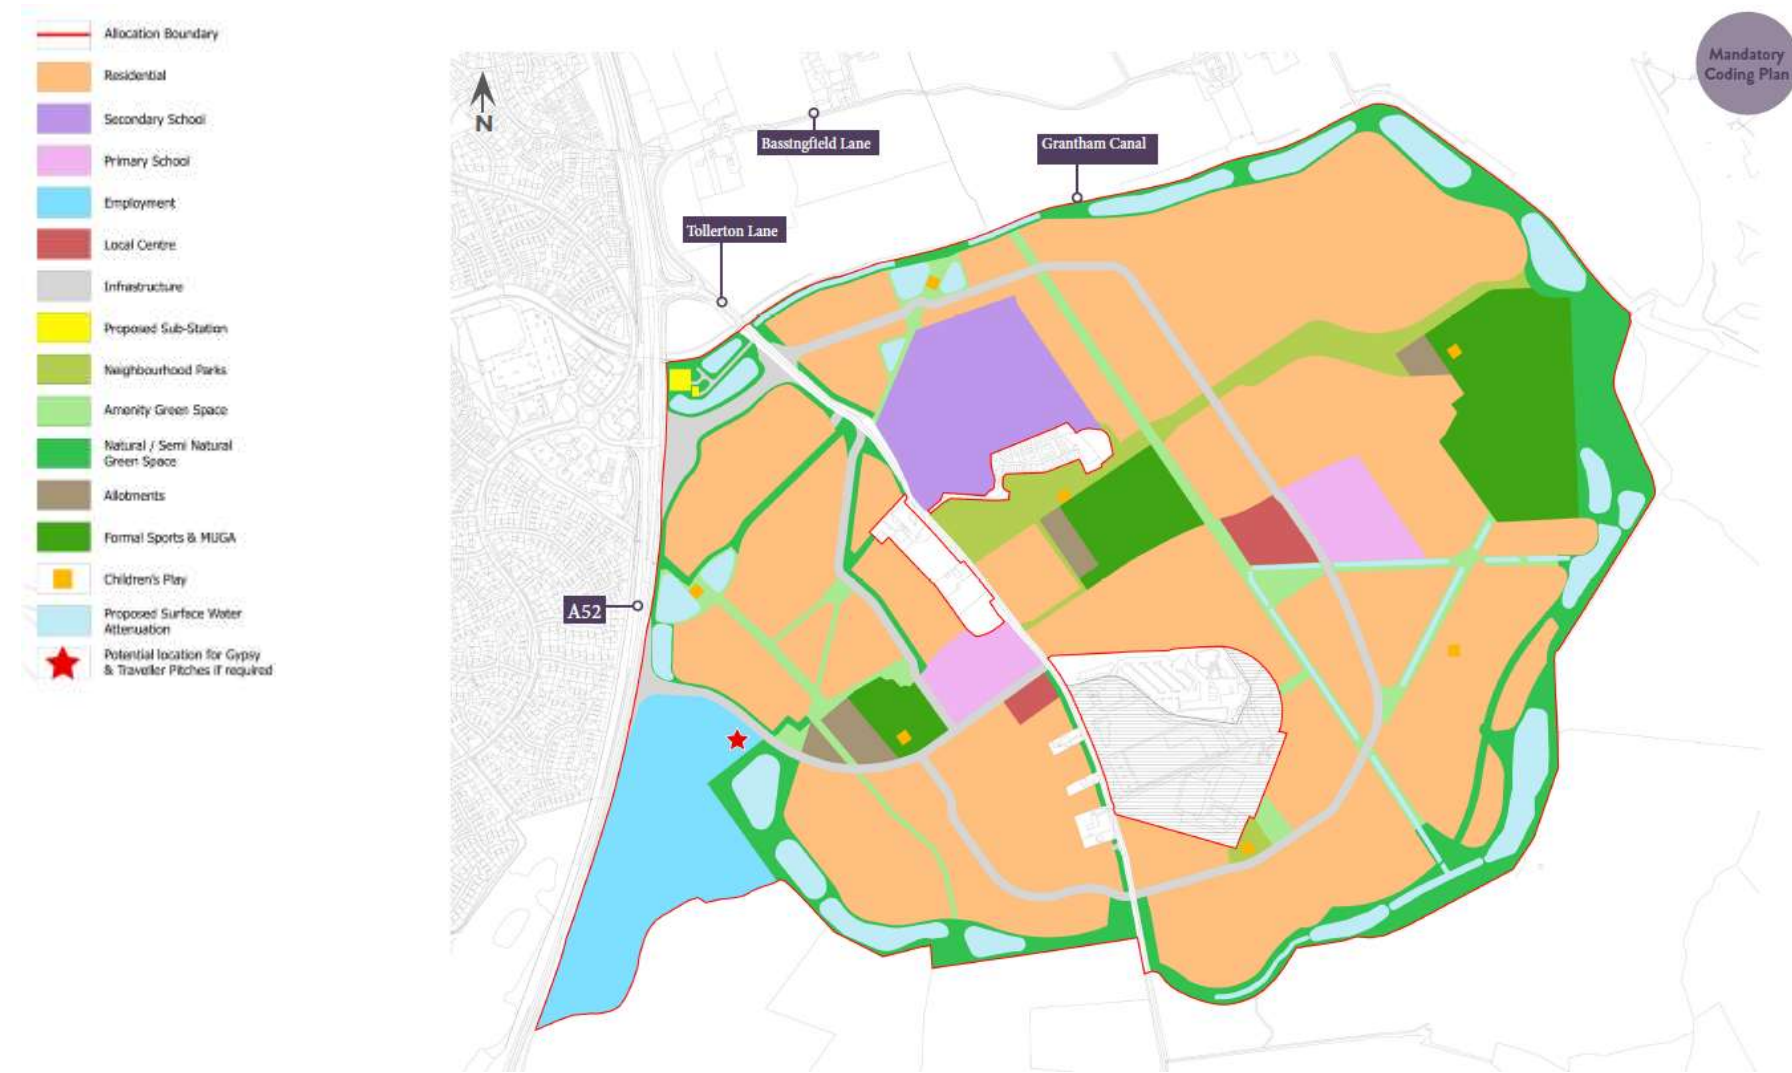 Allocation Boundary
Residential
Secondary School
Primary School
Employment
Local Centre
Infrastructure
Proposed Sub-Station
Neighbourhood Parks
Amenity Green Space
Natural / Semi Natural
Green Space
Allotments
Formal Sports & MUGA
Children's Play
Proposed Surface Water
Attenuation
Potential location for Gypsy
& Traveller Pitches if required
N
Mandatory
Coding Plan
Bassingfield Lane
Grantham Canal
Tollerton Lane
A52